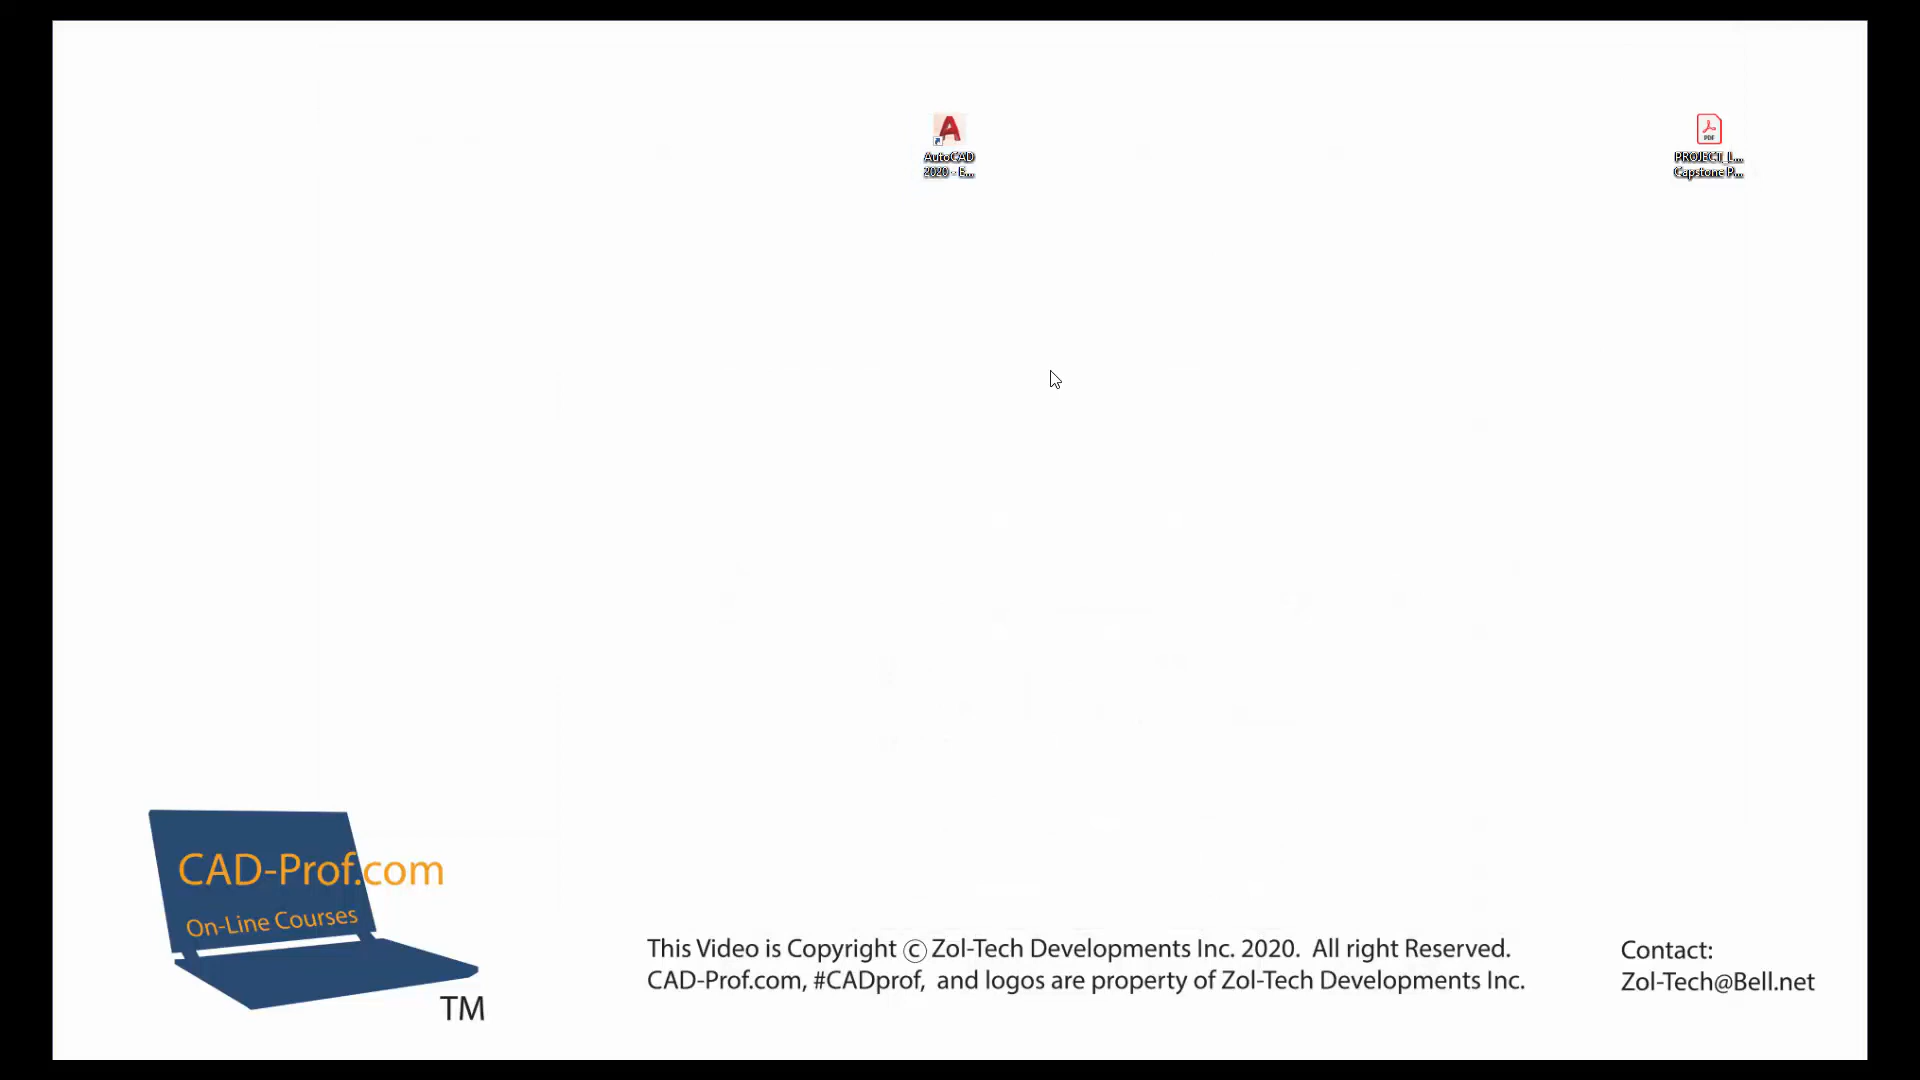 AutoCAD
2020 - E...
PROJECT_L...
Capstone P...
PDF
CAD-Prof.com
On-Line Courses
TM
This Video is Copyright © Zol-Tech Developments Inc. 2020. All right Reserved.
CAD-Prof.com, #CADprof, and logos are property of Zol-Tech Developments Inc.
Contact:
Zol-Tech@Bell.net